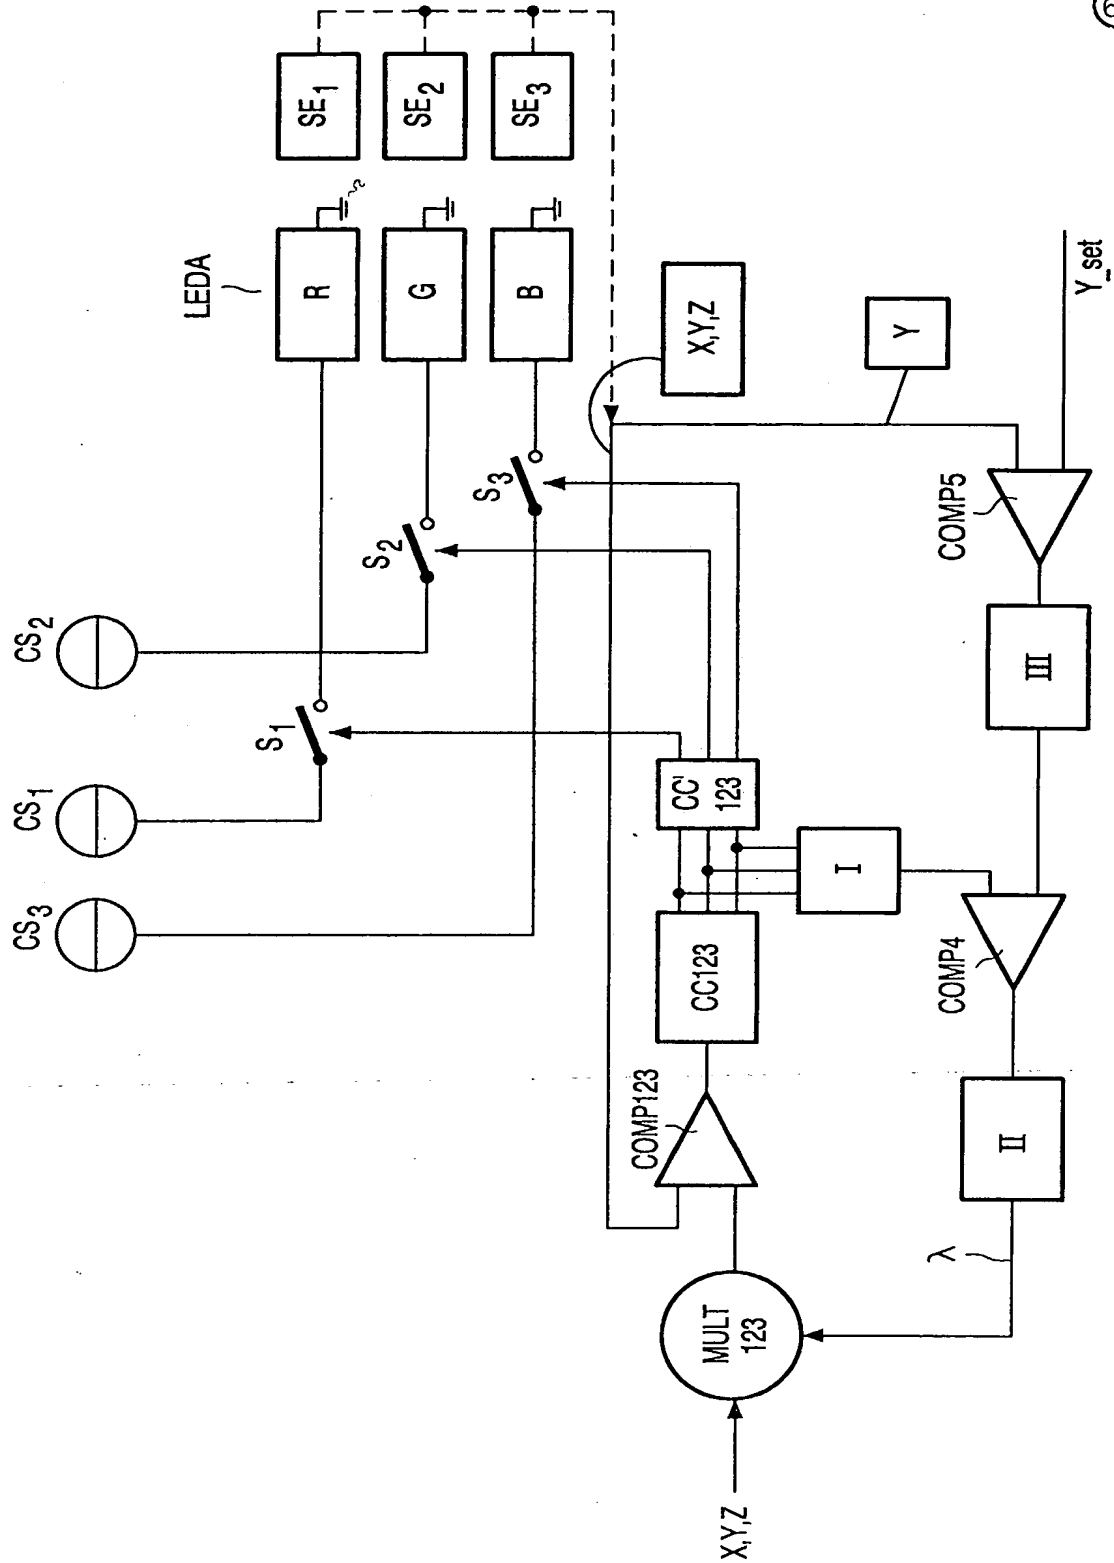 CS3
CS1
CS2
S1
S2
S3
LEDA
R
G
B
SE1
SE2
SE3
X,Y,Z
MULT
123
COMP123
CC123
CC'
123
I
X,Y,Z
Y
λ
II
COMP4
III
COMP5
Y_set